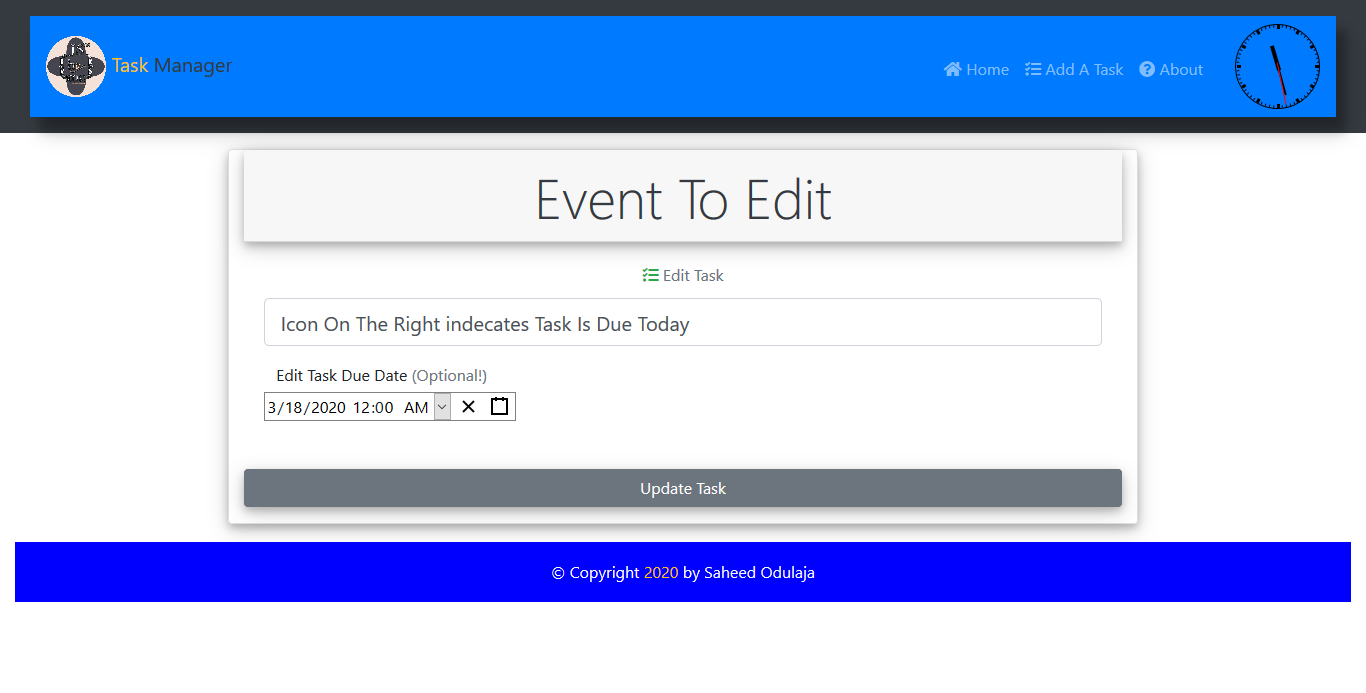 Task Manager
Home Add A Task About
Event To Edit
Edit Task
Icon On The Right indecates Task Is Due Today
Edit Task Due Date (Optional!)
3/18/2020 12:00 AM
Update Task
© Copyright 2020 by Saheed Odulaja